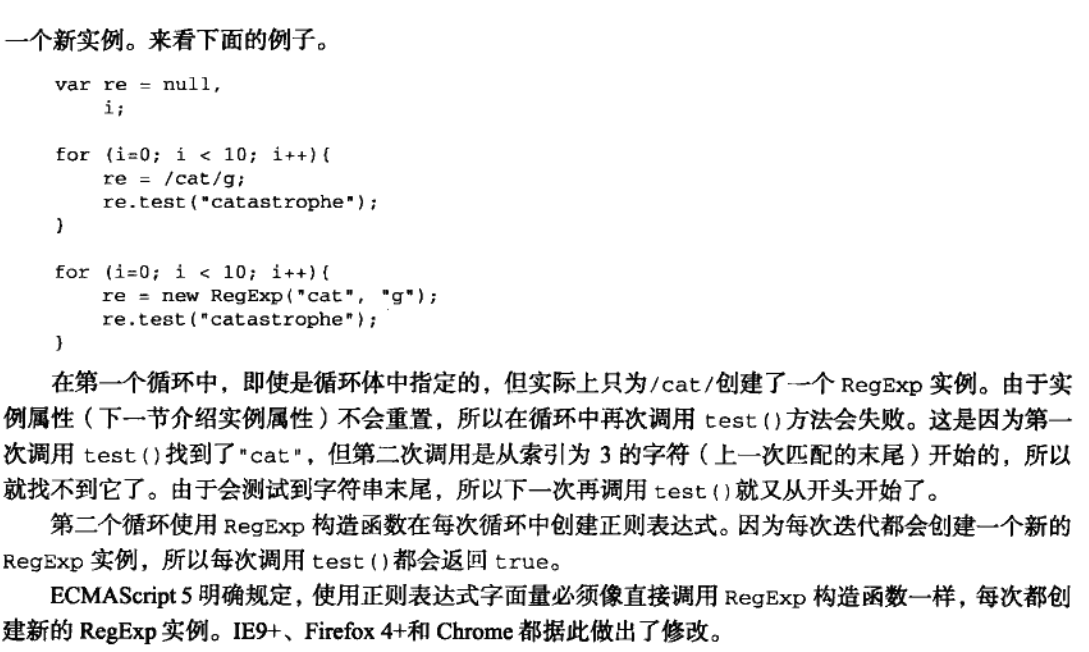 一个新实例。来看下面的例子。
var re = null,
    i;
for (i=0; i < 10; i++){
    re = /cat/g;
    re.test("catastrophe");
}
for (i=0; i < 10; i++){
    re = new RegExp("cat", "g");
    re.test("catastrophe");
}
在第一个循环中，即使是循环体中指定的，但实际上只为/cat/创建了一个 RegExp 实例。由于实
例属性（下一节介绍实例属性）不会重置，所以在循环中再次调用 test()方法会失败。这是因为第一
次调用 test()找到了"cat"，但第二次调用是从索引为 3 的字符（上一次匹配的末尾）开始的，所以
就找不到它了。由于会测试到字符串末尾，所以下一次再调用 test()就又从开头开始了。
第二个循环使用 RegExp 构造函数在每次循环中创建正则表达式。因为每次迭代都会创建一个新的
RegExp 实例，所以每次调用 test()都会返回 true。
ECMAScript 5 明确规定，使用正则表达式字面量必须像直接调用 RegExp 构造函数一样，每次都创
建新的 RegExp 实例。IE9+、Firefox 4+和 Chrome 都据此做出了修改。